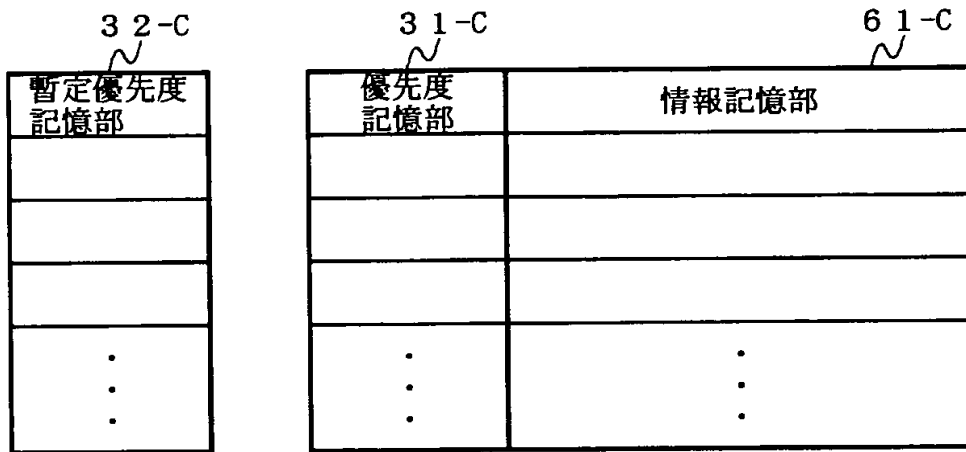 ３２-C
３１-C
６１-C
暫定優先度
記憶部
優先度
記憶部
情報記憶部